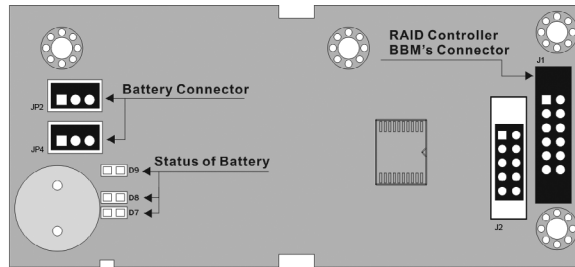 RAID Controller
BBM's Connector
J1
Battery Connector
JP2
JP4
J2
Status of Battery
D9
D8
D7